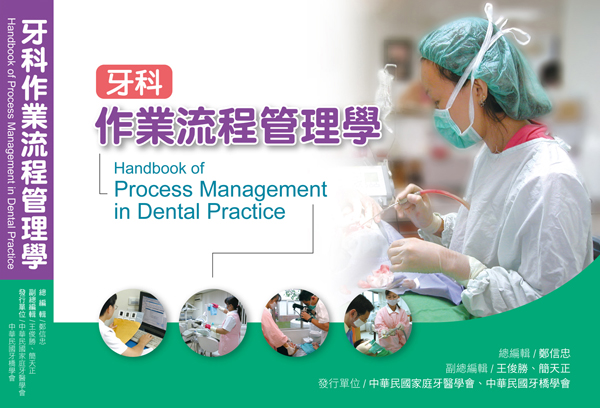 牙科作業流程管理學
Handbook of Process Management in Dental Practice
總編輯/鄭信忠
副總編輯/王俊勝、簡天正
發行單位/中華民國家庭牙醫學會、
中華民國牙橋學會
牙科
作業流程管理學
Handbook of
Process Management
in Dental Practice
總編輯/鄭信忠
副總編輯/王俊勝、簡天正
發行單位/中華民國家庭牙醫學會、中華民國牙橋學會